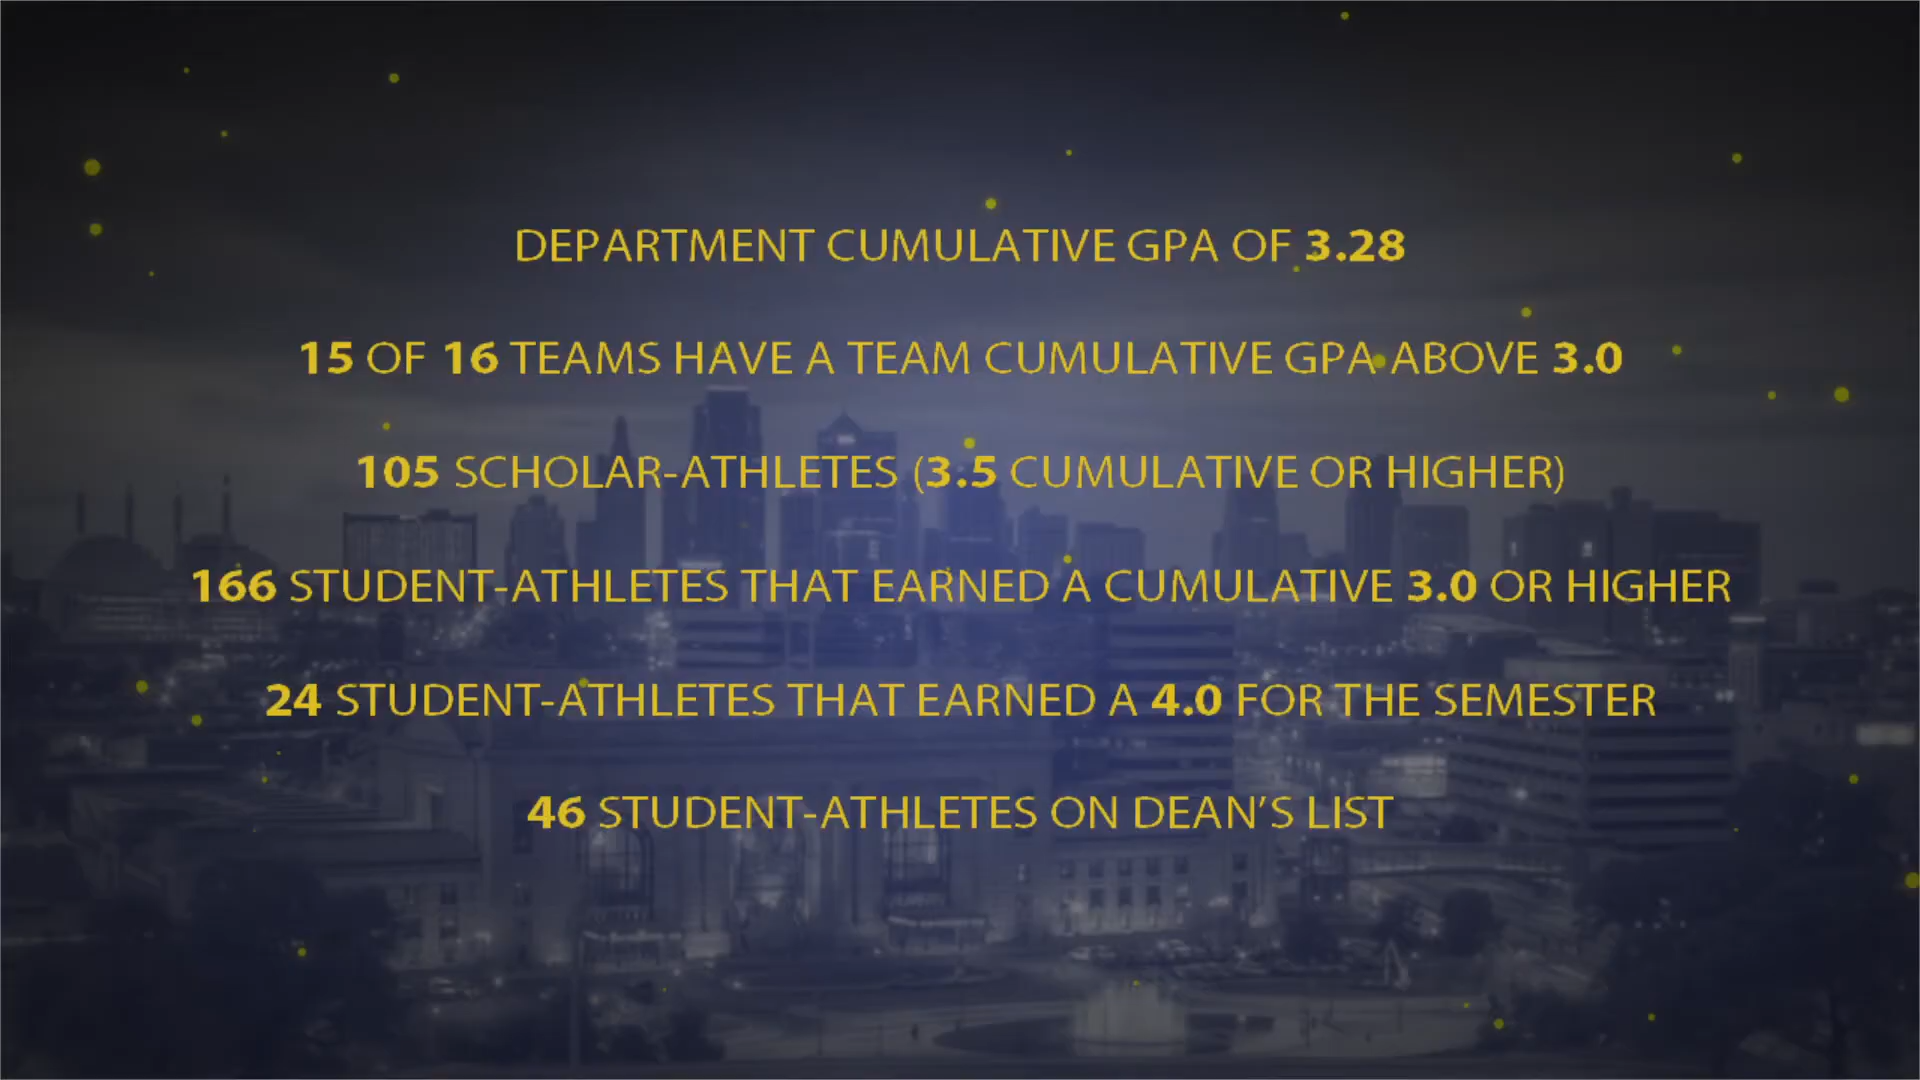 DEPARTMENT CUMULATIVE GPA OF 3.28
15 OF 16 TEAMS HAVE A TEAM CUMULATIVE GPA ABOVE 3.0
105 SCHOLAR-ATHLETES (3.5 CUMULATIVE OR HIGHER)
166 STUDENT-ATHLETES THAT EARNED A CUMULATIVE 3.0 OR HIGHER
24 STUDENT-ATHLETES THAT EARNED A 4.0 FOR THE SEMESTER
46 STUDENT-ATHLETES ON DEAN’S LIST